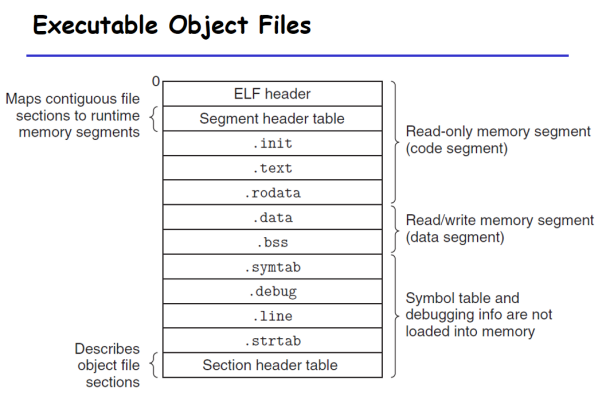 Executable Object Files
0
Maps contiguous file
sections to runtime
memory segments
ELF header
Segment header table
.init
.text
.rodata
.data
.bss
.symtab
.debug
.line
.strtab
Section header table
Describes
object file
sections
Read-only memory segment
(code segment)
Read/write memory segment
(data segment)
Symbol table and
debugging info are not
loaded into memory